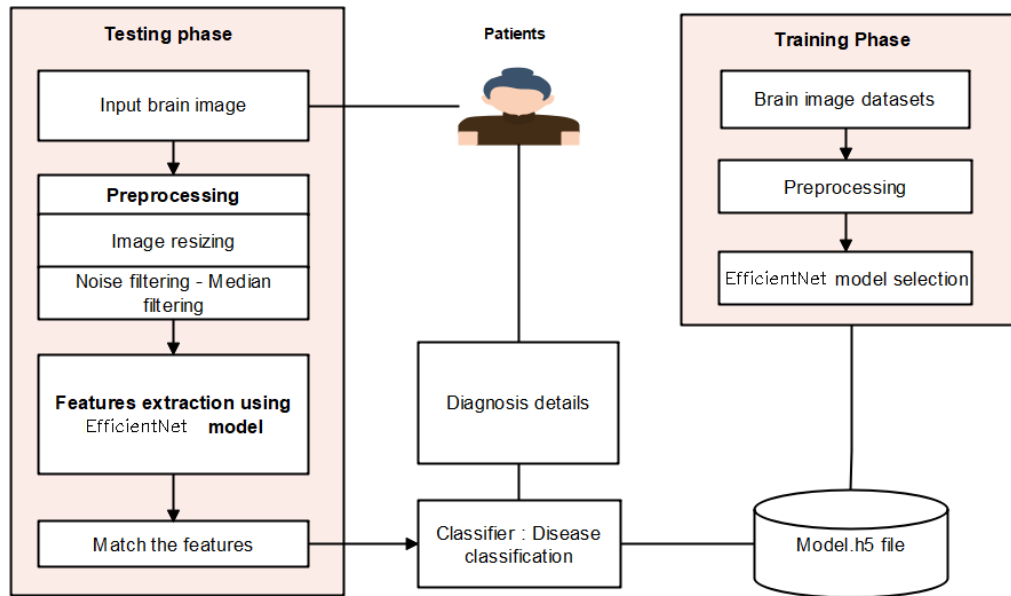 Testing phase
Input brain image
Preprocessing
Image resizing
Noise filtering - Median
filtering
Features extraction using
EfficientNet model
Match the features
Patients
Diagnosis details
Classifier : Disease
classification
Training Phase
Brain image datasets
Preprocessing
EfficientNet model selection
Model.h5 file